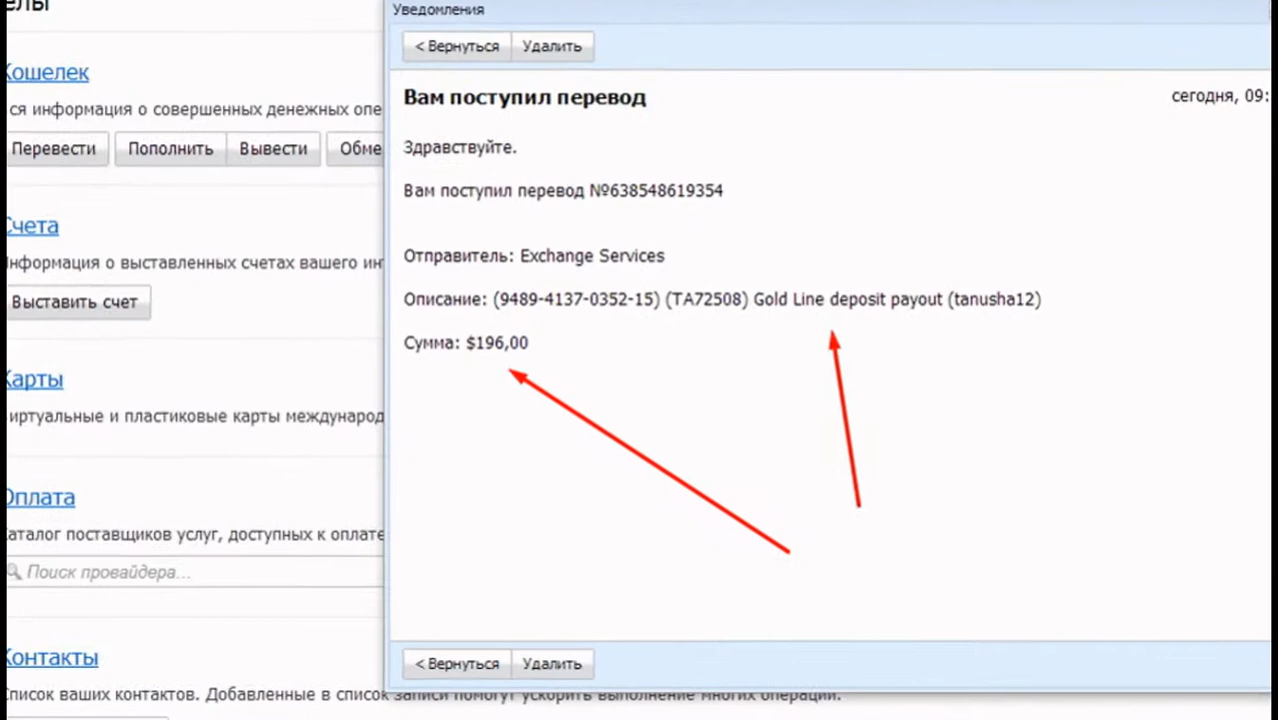 елы
Кошелек
ся информация о совершенных денежных опе
Перевести
Пополнить
Вывести
Обме
Счета
Информация о выставленных счетах вашего ин
Выставить счет
Карты
иртуальные и пластиковые карты международ
Оплата
Каталог поставщиков услуг, доступных к оплате
Поиск провайдера...
Контакты
Список ваших контактов. Добавленные в список записи помогут ускорить выполнение многих операций.
Уведомления
< Вернуться
Удалить
Вам поступил перевод
сегодня, 09:
Здравствуйте.
Вам поступил перевод №638548619354
Отправитель: Exchange Services
Описание: (9489-4137-0352-15) (TA72508) Gold Line deposit payout (tanusha12)
Сумма: $196,00
< Вернуться
Удалить